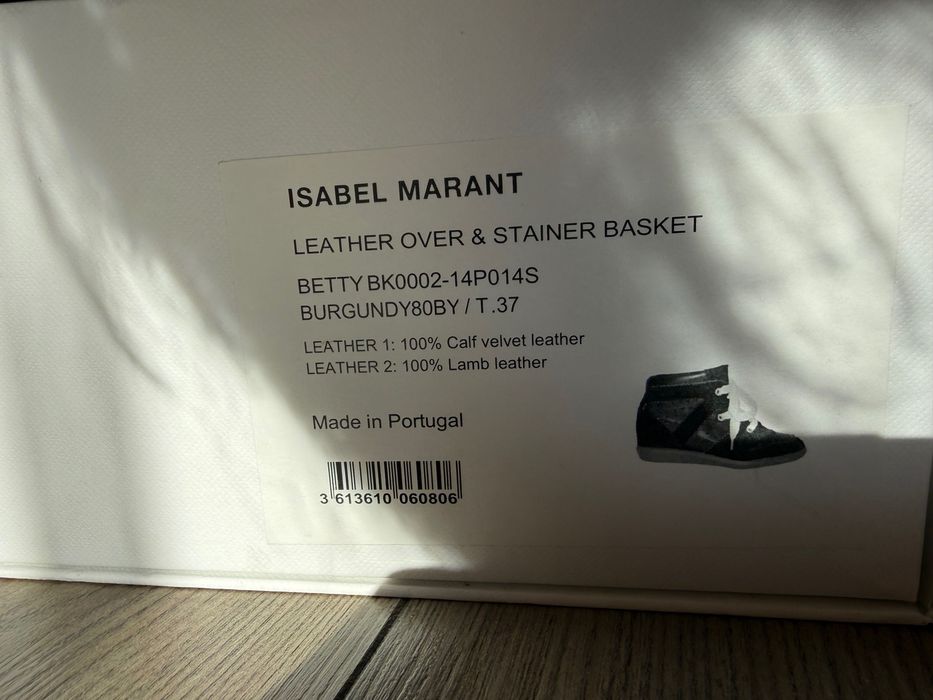 ISABEL MARANT
LEATHER OVER & STAINER BASKET
BETTY BK0002-14P014S
BURGUNDY80BY / T.37
LEATHER 1: 100% Calf velvet leather
LEATHER 2: 100% Lamb leather
Made in Portugal
3 613610 060806